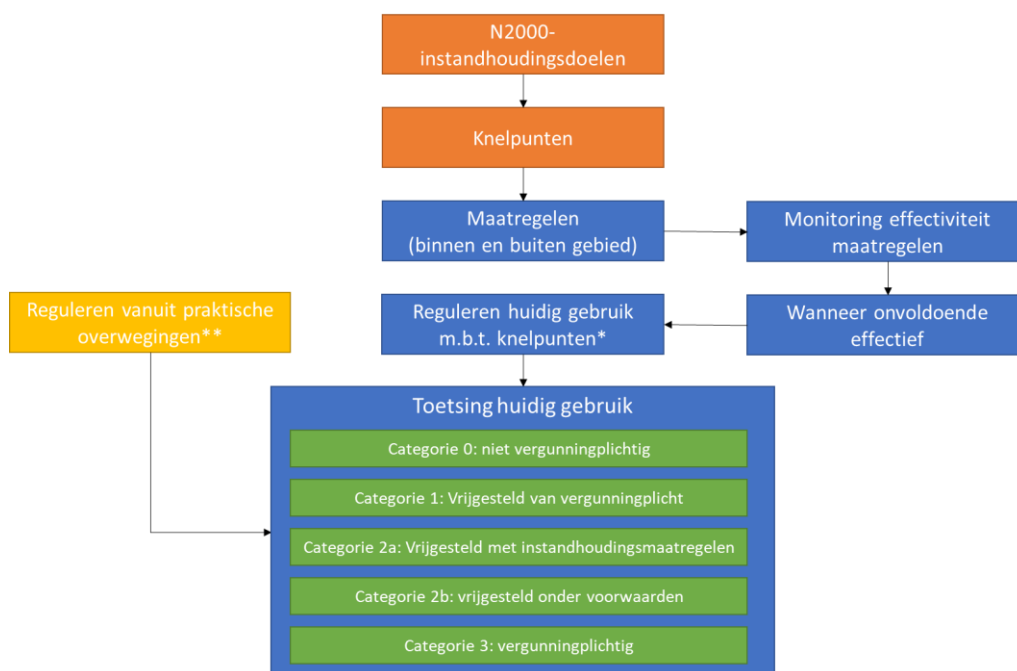 N2000-
instandhoudingsdoelen
Knelpunten
Maatregelen
(binnen en buiten gebied)
Monitoring effectiviteit
maatregelen
Reguleren vanuit praktische
overwegingen**
Reguleren huidig gebruik
m.b.t. knelpunten*
Wanneer onvoldoende
effectief
Toetsing huidig gebruik
Categorie 0: niet vergunningplichtig
Categorie 1: Vrijgesteld van vergunningplicht
Categorie 2a: Vrijgesteld met instandhoudingsmaatregelen
Categorie 2b: vrijgesteld onder voorwaarden
Categorie 3: vergunningplichtig